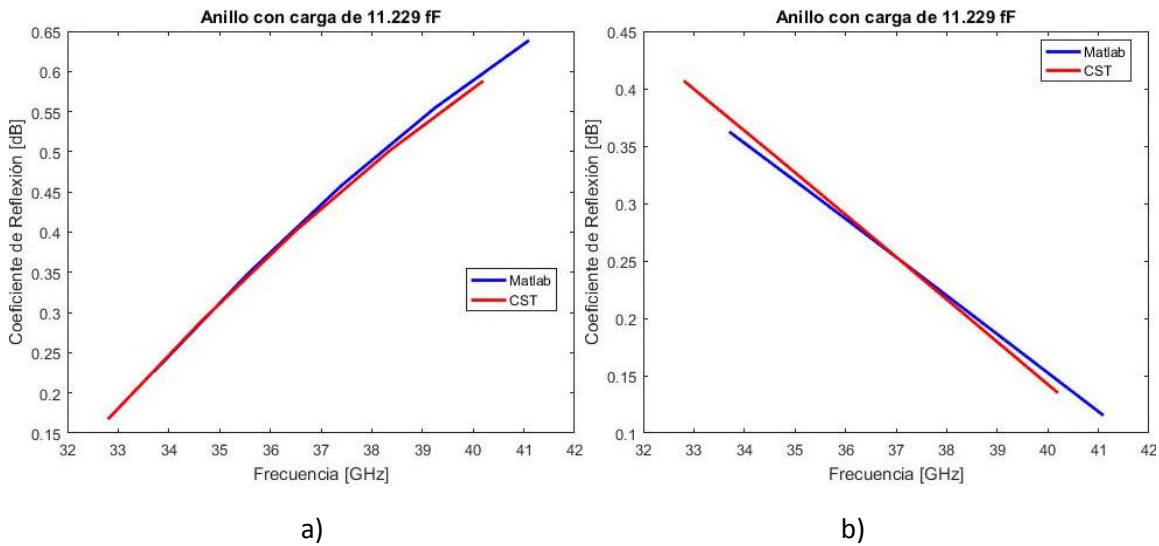 Anillo con carga de 11.229 fF
Coeficiente de Reflexión [dB]
0.65
0.6
0.55
0.5
0.45
0.4
0.35
0.3
0.25
0.2
0.15
Matlab
CST
32 33 34 35 36 37 38 39 40 41 42
Frecuencia [GHz]
a)
Anillo con carga de 11.229 fF
Coeficiente de Reflexión [dB]
0.45
0.4
0.35
0.3
0.25
0.2
0.15
0.1
Matlab
CST
32 33 34 35 36 37 38 39 40 41 42
Frecuencia [GHz]
b)